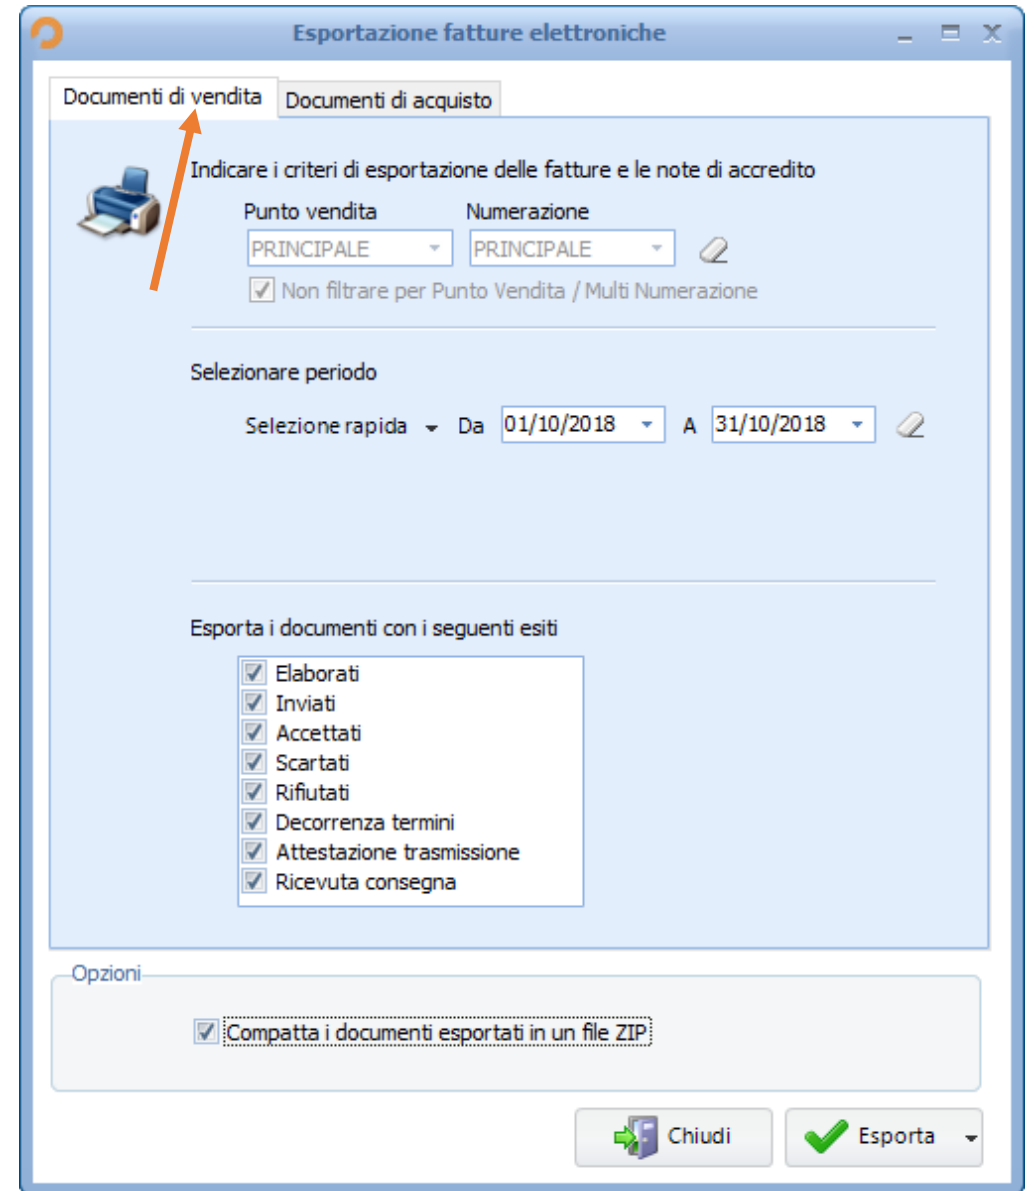 Esportazione fatture elettroniche
Documenti di vendita Documenti di acquisto
Indicare i criteri di esportazione delle fatture e le note di accredito
Punto vendita Numerazione
PRINCIPALE PRINCIPALE
Non filtrare per Punto Vendita / Multi Numerazione
Selezionare periodo
Selezione rapida Da 01/10/2018 A 31/10/2018
Esporta i documenti con i seguenti esiti
Elaborati
Inviati
Accettati
Scartati
Rifiutati
Decorrenza termini
Attestazione trasmissione
Ricevuta consegna
Opzioni
Compatta i documenti esportati in un file ZIP
Chiudi Esporta